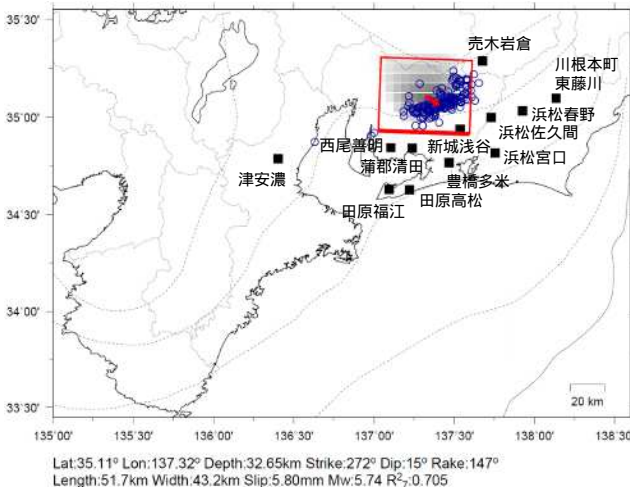 35°30'
35°00'
34°30'
34°00'
33°30'
売木岩倉
川根本町
東藤川
浜松春野
浜松佐久間
西尾善明
新城浅谷
浜松宮口
蒲郡清田
津安濃
豊橋多米
田原福江
田原高松
20 km
135°00'
135°30'
136°00'
136°30'
137°00'
137°30'
138°00'
138°30'
Lat:35.11° Lon:137.32° Depth:32.65km Strike:272° Dip:15° Rake:147°
Length:51.7km Width:43.2km Slip:5.80mm Mw:5.74 R²₇:0.705